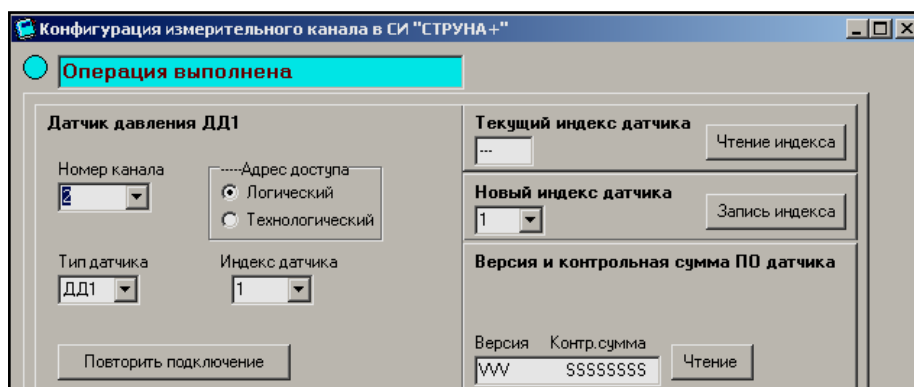 Конфигурация измерительного канала в СИ "СТРУНА+"
Операция выполнена
Датчик давления ДД1
Номер канала
2
-----Адрес доступа
Логический
Технологический
Тип датчика
ДД1
Индекс датчика
1
Повторить подключение
Текущий индекс датчика
---
Чтение индекса
Новый индекс датчика
1
Запись индекса
Версия и контрольная сумма ПО датчика
Версия Контр.сумма
VVV SSSSSSSS
Чтение